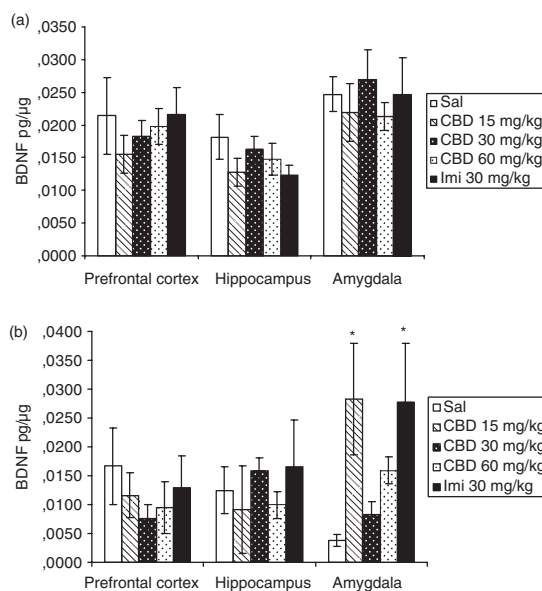 (a)
,0350
,0300
,0250
,0200
,0150
,0100
,0050
,0000
BDNF pg/µg
Prefrontal cortex
Hippocampus
Amygdala
Sal
CBD 15 mg/kg
CBD 30 mg/kg
CBD 60 mg/kg
Imi 30 mg/kg
(b)
,0400
,0350
,0300
,0250
,0200
,0150
,0100
,0050
,0000
BDNF pg/µg
* *
Prefrontal cortex
Hippocampus
Amygdala
Sal
CBD 15 mg/kg
CBD 30 mg/kg
CBD 60 mg/kg
Imi 30 mg/kg